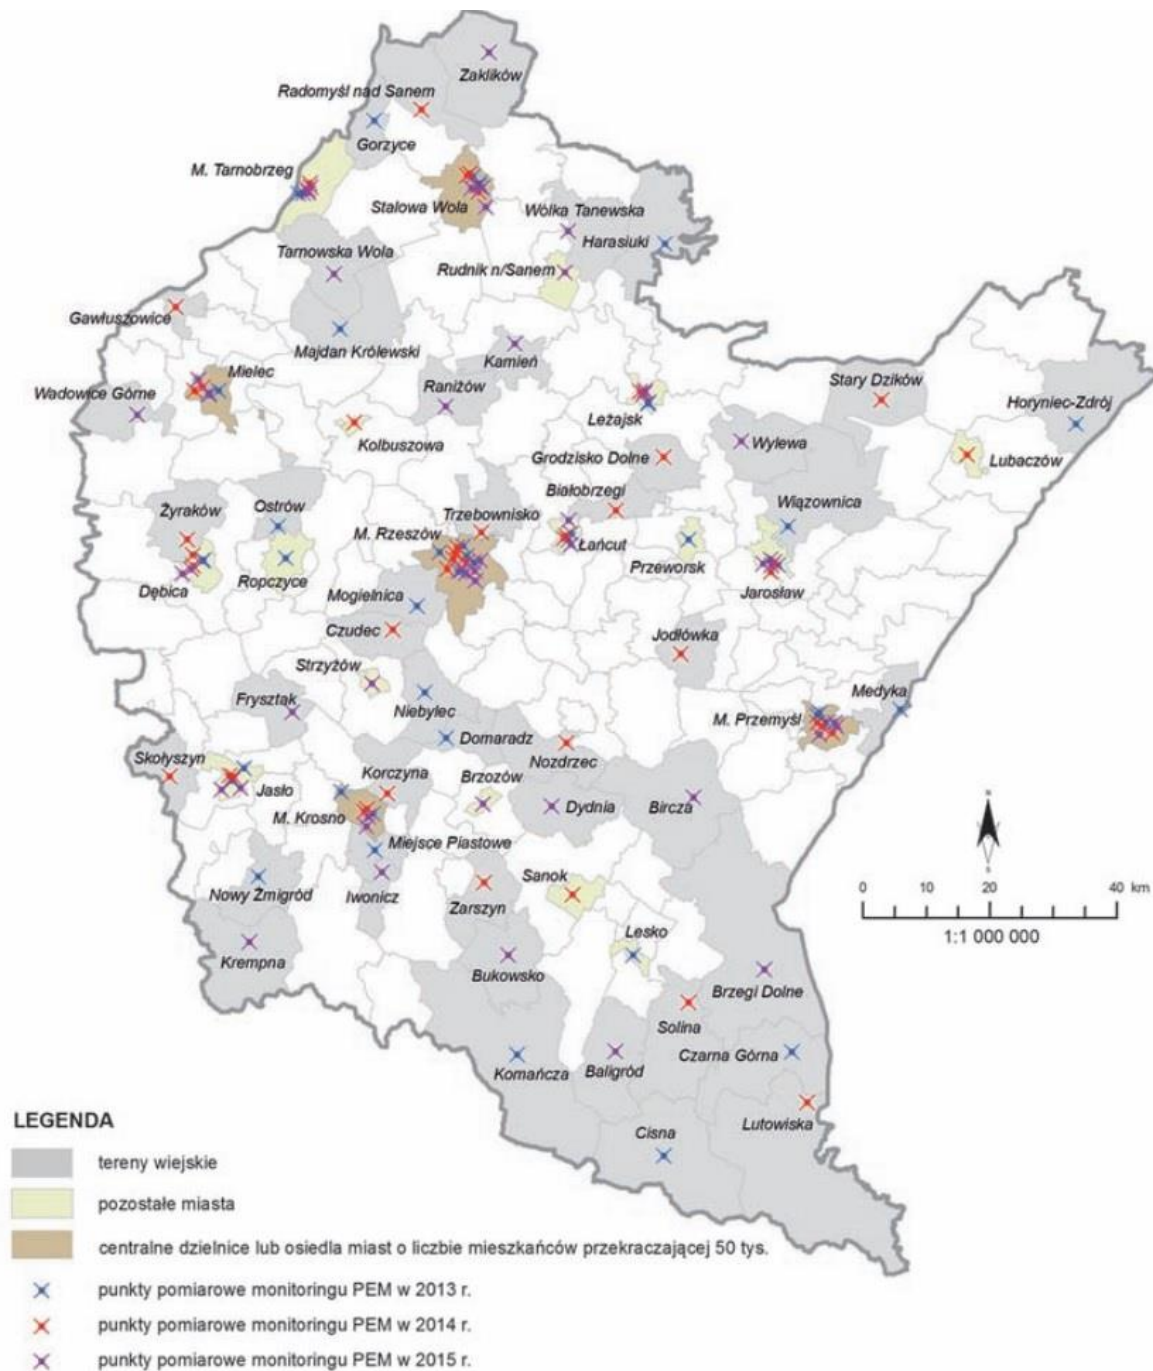 Zaklików
Radomyśl nad Sanem
Gorzyce
M. Tarnobrzeg
Stalowa Wola
Wólka Tanewska
Harasiuki
Tarnowska Wola
Rudnik n/Sanem
Gawłuszowice
Majdan Królewski
Kamień
Mielec
Stary Dzików
Wadowice Górne
Raniżów
Horyniec-Zdrój
Leżajsk
Kolbuszowa
Wylewa
Grodzisko Dolne
Lubaczów
Białobrzegi
Żyraków
Ostrów
Wiązownica
Trzebownisko
M. Rzeszów
Łańcut
Przeworsk
Ropczyce
Dębica
Jarosław
Mogielnica
Czudec
Jodłówka
Strzyżów
Medyka
Frysztak
Niebylec
M. Przemyśl
Domaradz
Skołyszyn
Nozdrzec
Korczyna
Brzozów
Jasło
Dydnia
Bircza
M. Krosno
Miejsce Piastowe
Sanok
Nowy Żmigród
Iwonicz
Zarszyn
0 10 20 40 km
1:1 000 000
Lesko
Krempna
Bukowsko
Brzegi Dolne
Solina
Czarna Górna
Komańcza
Baligród
Lutowiska
Cisna
LEGENDA
tereny wiejskie
pozostałe miasta
centralne dzielnice lub osiedla miast o liczbie mieszkańców przekraczającej 50 tys.
punkty pomiarowe monitoringu PEM w 2013 r.
punkty pomiarowe monitoringu PEM w 2014 r.
punkty pomiarowe monitoringu PEM w 2015 r.